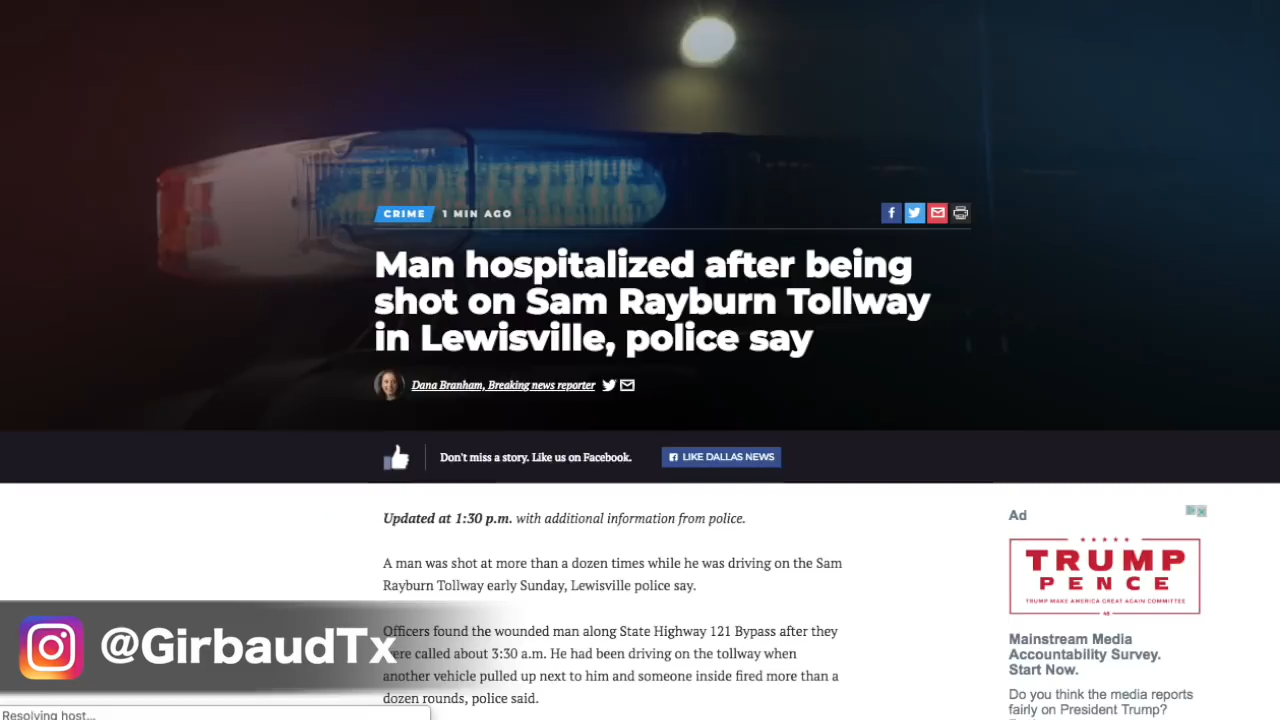 CRIME 1 MIN AGO
Man hospitalized after being
shot on Sam Rayburn Tollway
in Lewisville, police say
Dana Branham, Breaking news reporter
Don't miss a story. Like us on Facebook.
LIKE DALLAS NEWS
Updated at 1:30 p.m. with additional information from police.
A man was shot at more than a dozen times while he was driving on the Sam
Rayburn Tollway early Sunday, Lewisville police say.
Officers found the wounded man along State Highway 121 Bypass after they
were called about 3:30 a.m. He had been driving on the tollway when
another vehicle pulled up next to him and someone inside fired more than a
dozen rounds, police said.
Ad
TRUMP
PENCE
TRUMP MAKE AMERICA GREAT AGAIN COMMITTEE
Mainstream Media
Accountability Survey.
Start Now.
Do you think the media reports
fairly on President Trump?
@GirbaudTx
Resolving host...